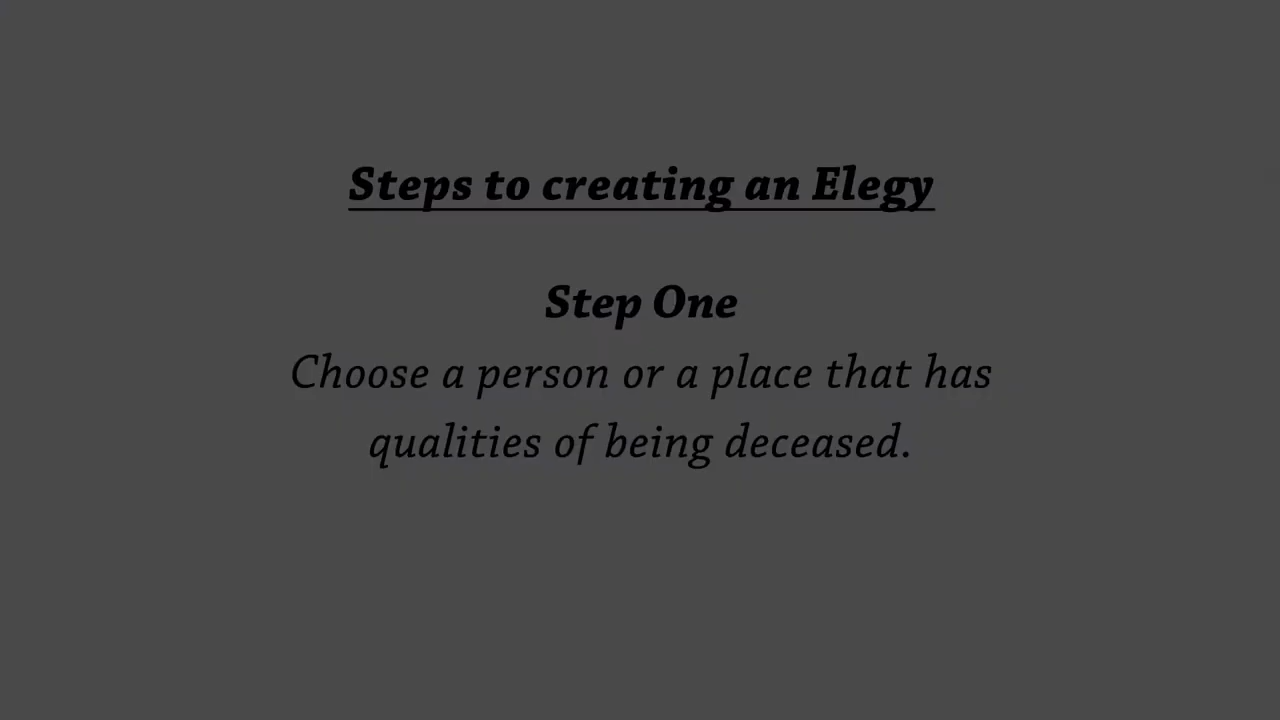 Steps to creating an Elegy
Step One
Choose a person or a place that has
qualities of being deceased.